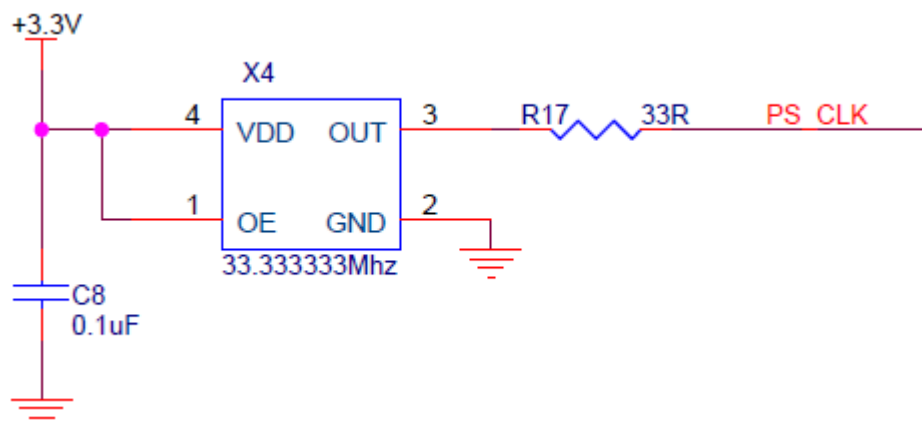 +3.3V
X4
4 VDD OUT 3 R17 33R PS_CLK
1 OE GND 2
33.333333Mhz
C8
0.1uF